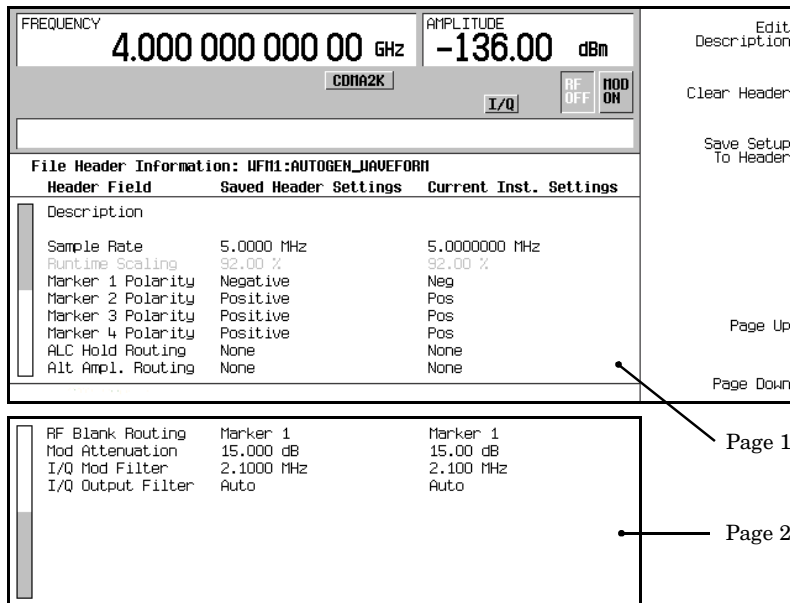 FREQUENCY
4.000 000 000 00 GHz
AMPLITUDE
-136.00 dBm
CDMA2K
I/Q
RF OFF
MOD ON
Edit Description
Clear Header
Save Setup To Header
Page Up
Page Down
File Header Information: WFM1:AUTOGEN_WAVEFORM
Header Field Saved Header Settings Current Inst. Settings
Description
Sample Rate 5.0000 MHz 5.0000000 MHz
Runtime Scaling 92.00 % 92.00 %
Marker 1 Polarity Negative Neg
Marker 2 Polarity Positive Pos
Marker 3 Polarity Positive Pos
Marker 4 Polarity Positive Pos
ALC Hold Routing None None
Alt Ampl. Routing None None
Page 1
RF Blank Routing Marker 1 Marker 1
Mod Attenuation 15.000 dB 15.00 dB
I/Q Mod Filter 2.1000 MHz 2.100 MHz
I/Q Output Filter Auto Auto
Page 2